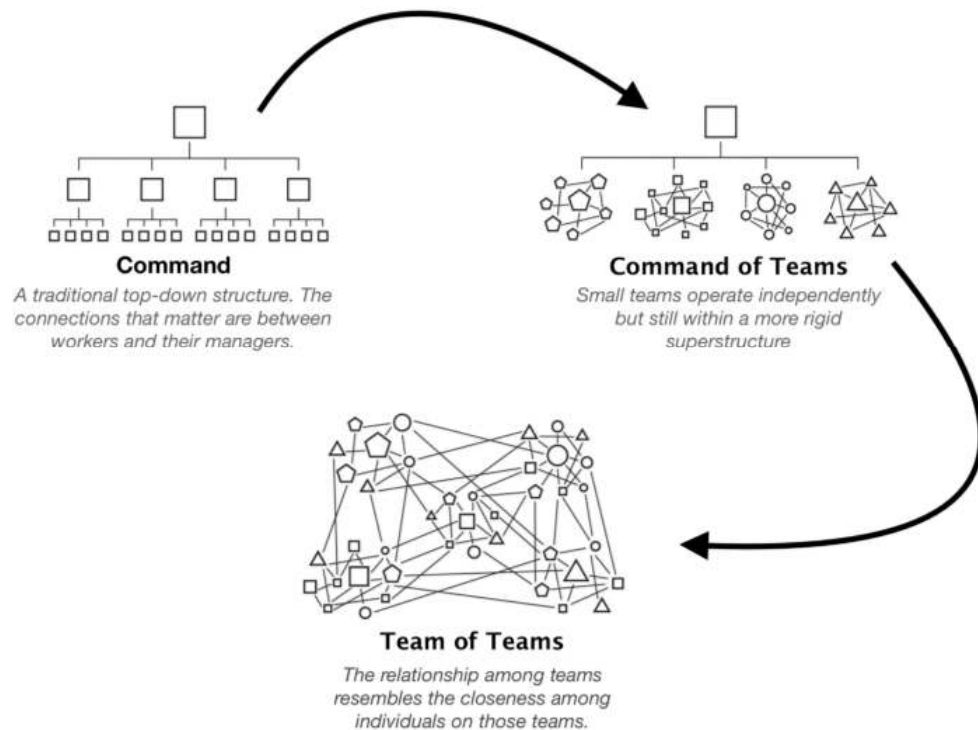 Command
A traditional top-down structure. The
connections that matter are between
workers and their managers.
Command of Teams
Small teams operate independently
but still within a more rigid
superstructure
Team of Teams
The relationship among teams
resembles the closeness among
individuals on those teams.